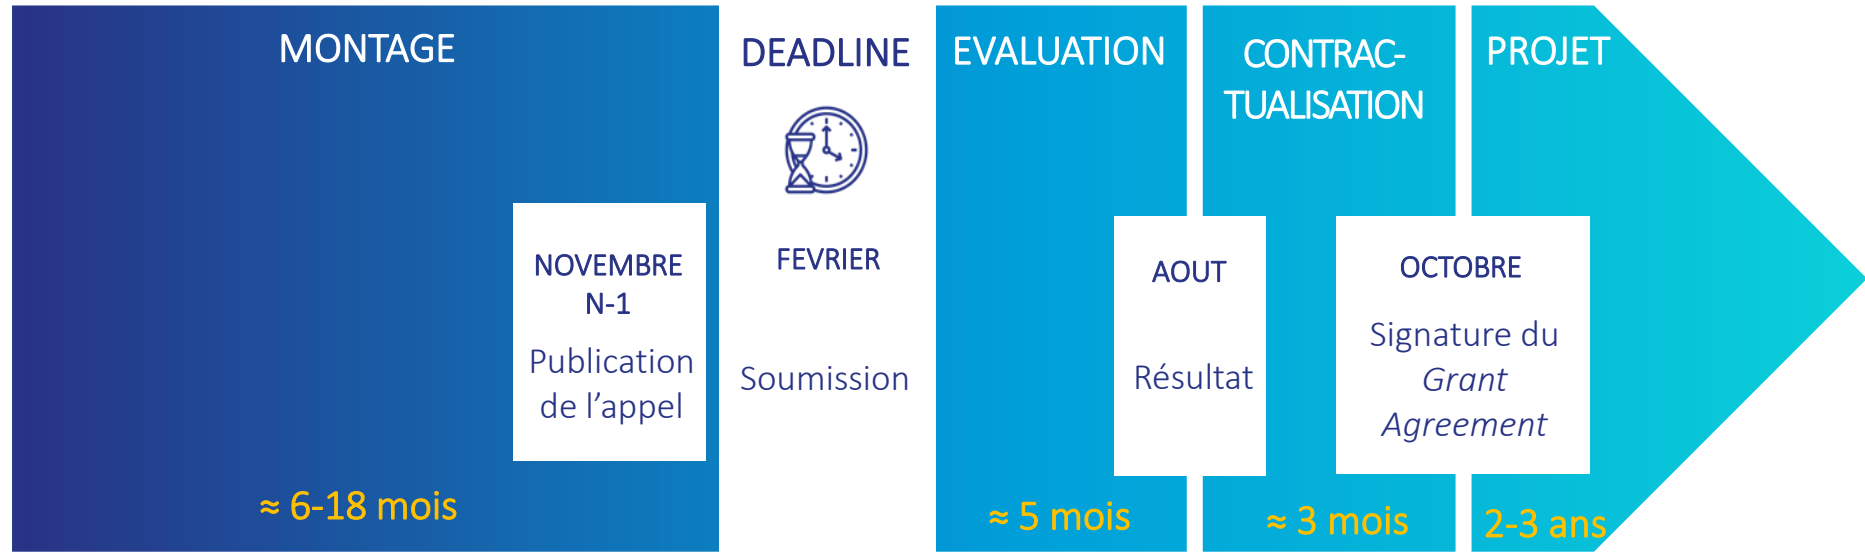 MONTAGE
NOVEMBRE
N-1
Publication
de l’appel
≈ 6-18 mois
DEADLINE
FEVRIER
Soumission
EVALUATION
≈ 5 mois
AOUT
Résultat
CONTRAC-
TUALISATION
≈ 3 mois
OCTOBRE
Signature du
Grant
Agreement
PROJET
2-3 ans